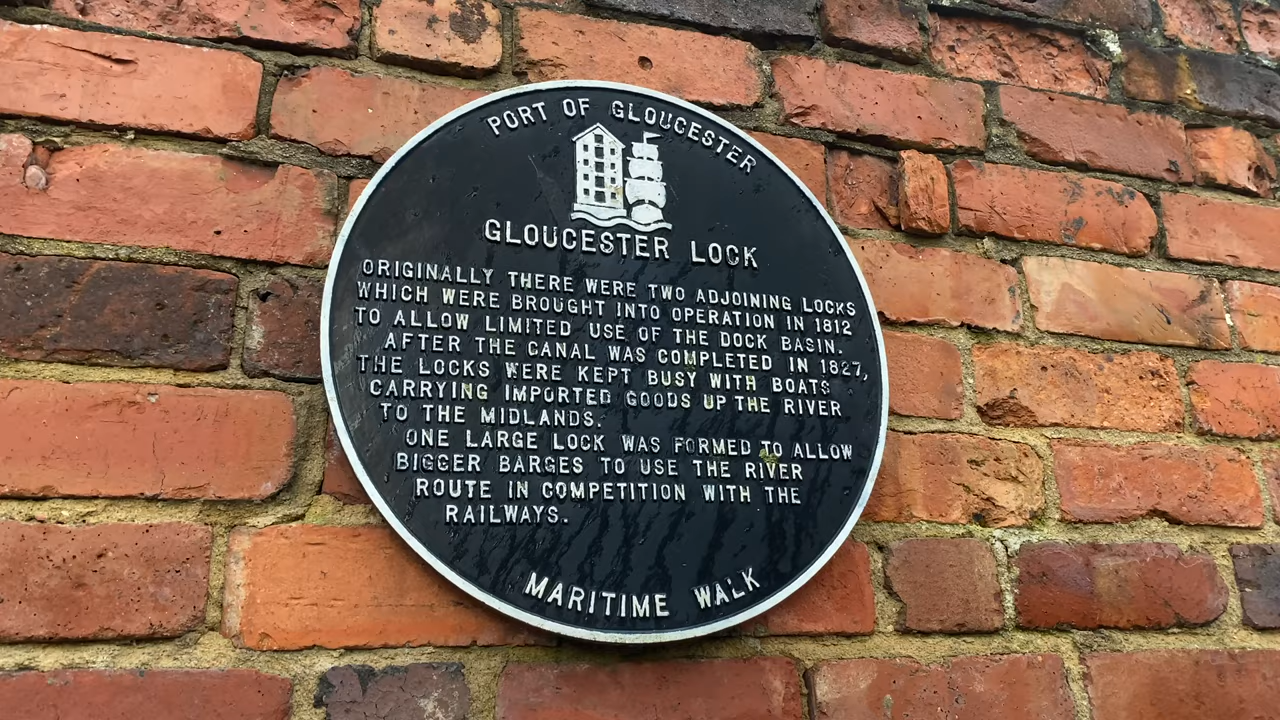 PORT OF GLOUCESTER
GLOUCESTER LOCK
ORIGINALLY THERE WERE TWO ADJOINING LOCKS
WHICH WERE BROUGHT INTO OPERATION IN 1812
TO ALLOW LIMITED USE OF THE DOCK BASIN.
AFTER THE CANAL WAS COMPLETED IN 1827,
THE LOCKS WERE KEPT BUSY WITH BOATS
CARRYING IMPORTED GOODS UP THE RIVER
TO THE MIDLANDS.
ONE LARGE LOCK WAS FORMED TO ALLOW
BIGGER BARGES TO USE THE RIVER
ROUTE IN COMPETITION WITH THE
RAILWAYS.
MARITIME WALK